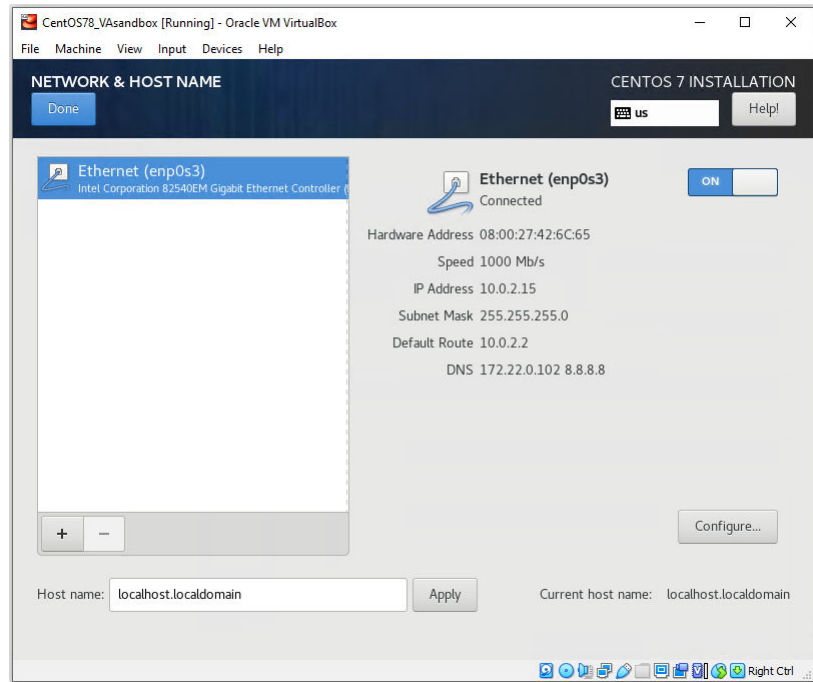 CentOS78_VAsandbox [Running] - Oracle VM VirtualBox
File Machine View Input Devices Help
NETWORK & HOST NAME
CENTOS 7 INSTALLATION
Done
us
Help!
Ethernet (enp0s3)
Intel Corporation 82540EM Gigabit Ethernet Controller (
Ethernet (enp0s3)
Connected
ON
Hardware Address 08:00:27:42:6C:65
Speed 1000 Mb/s
IP Address 10.0.2.15
Subnet Mask 255.255.255.0
Default Route 10.0.2.2
DNS 172.22.0.102 8.8.8.8
+ −
Configure...
Host name: localhost.localdomain Apply Current host name: localhost.localdomain
Right Ctrl